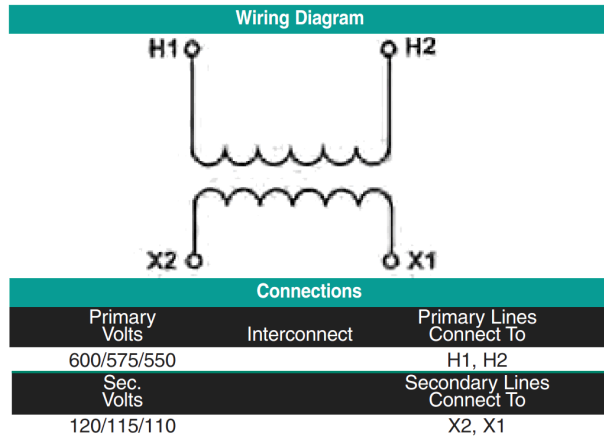 Wiring Diagram
H1 H2
X2 X1
Connections
Primary Volts Interconnect Primary Lines Connect To
600/575/550 H1, H2
Sec. Volts Secondary Lines Connect To
120/115/110 X2, X1